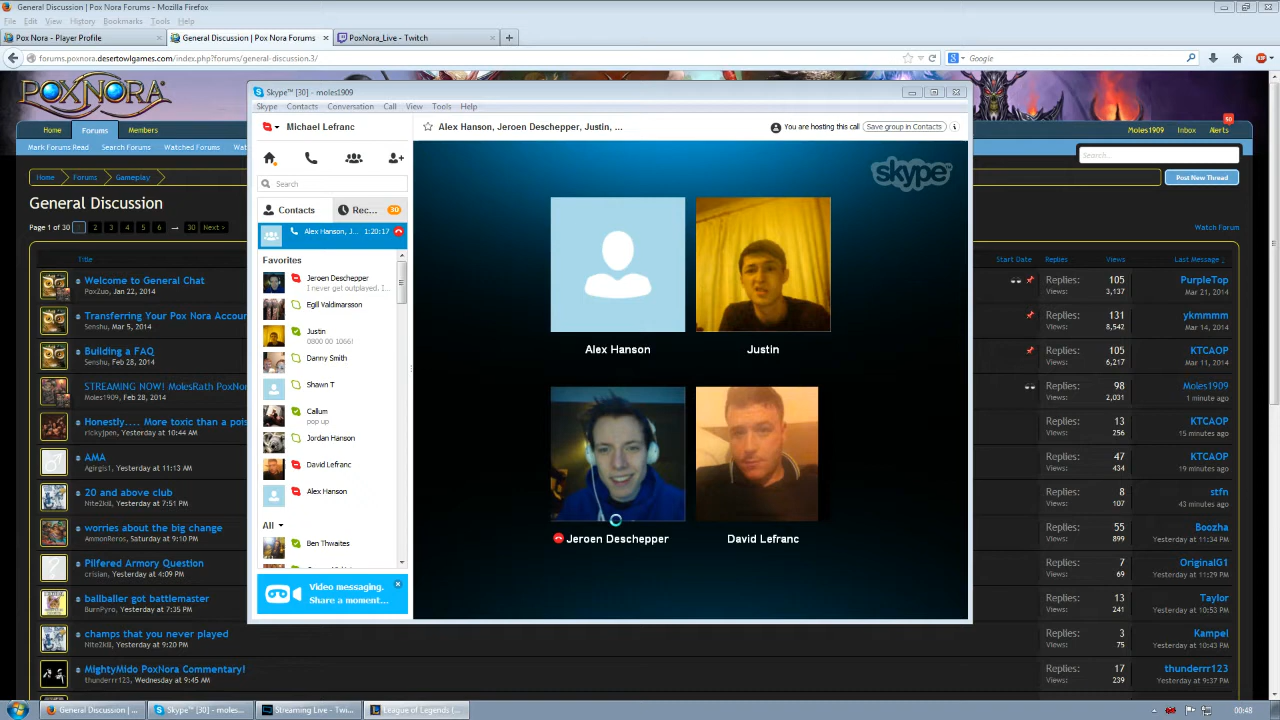 General Discussion | Pox Nora Forums - Mozilla Firefox
File Edit View History Bookmarks Tools Help
Pox Nora - Player Profile
General Discussion | Pox Nora Forums
PoxNora_Live - Twitch
forums.poxnora.desertowlgames.com/index.php?forums/general-discussion.3/
Google
POXNORA
Home Forums Members
Moles1909 Inbox Alerts
50
Mark Forums Read Search Forums Watched Forums
Search...
Home Forums Gameplay
Post New Thread
General Discussion
Page 1 of 30 1 2 3 4 5 6 → 30 Next >
Watch Forum
Title
Start Date Replies Views Last Message ↓
Welcome to General Chat
Pox2uo, Jan 22, 2014
Replies: 105 PurpleTop
Views: 3,137 Mar 21, 2014
Transferring Your Pox Nora Accou
Senshu, Mar 5, 2014
Replies: 131 ykmmmm
Views: 8,542 Mar 14, 2014
Building a FAQ
Senshu, Feb 28, 2014
Replies: 105 KTCAOP
Views: 6,217 Mar 11, 2014
STREAMING NOW! MolesRath PoxNo
Moles1909, Feb 28, 2014
Replies: 98 Moles1909
Views: 2,031 1 minute ago
Honestly.... More toxic than a pois
rickyjpen, Yesterday at 10:44 AM
Replies: 13 KTCAOP
Views: 256 15 minutes ago
AMA
Agirgis1, Yesterday at 11:13 AM
Replies: 47 KTCAOP
Views: 434 19 minutes ago
20 and above club
Nite2kill, Yesterday at 7:51 PM
Replies: 8 stfn
Views: 107 43 minutes ago
worries about the big change
AmmonReros, Saturday at 9:10 PM
Replies: 55 Boozha
Views: 899 Yesterday at 11:34 PM
Pilfered Armory Question
crisian, Yesterday at 4:09 PM
Replies: 7 OriginalG1
Views: 69 Yesterday at 11:29 PM
ballballer got battlemaster
BurnPyro, Yesterday at 7:35 PM
Replies: 13 Taylor
Views: 241 Yesterday at 10:53 PM
champs that you never played
Nite2kill, Yesterday at 9:20 PM
Replies: 3 Kampel
Views: 75 Yesterday at 11:45 PM
MightyMido PoxNora Commentary!
thunderrr123, Wednesday at 9:45 AM
Replies: 17 thunderrr123
Views: 239 Yesterday at 9:37 PM
Skype™ [30] - moles1909
Skype Contacts Conversation Call View Tools Help
Michael Lefranc
Search
Contacts
Rec... 30
Alex Hanson, J... 1:20:17
Favorites
Jeroen Deschepper
I never get outplayed. I...
Egill Valdimarsson
Justin
0800 00 1066!
Danny Smith
Shawn T
Callum
pop up
Jordan Hanson
David Lefranc
Alex Hanson
All
Ben Thwaites
Video messaging.
Share a moment...
Alex Hanson, Jeroen Deschepper, Justin, ...
You are hosting this call
Save group in Contacts
skype
Alex Hanson
Justin
Jeroen Deschepper
David Lefranc
General Discussion | ...
Skype™ [30] - moles...
Streaming Live - Twi...
League of Legends (...
00:48